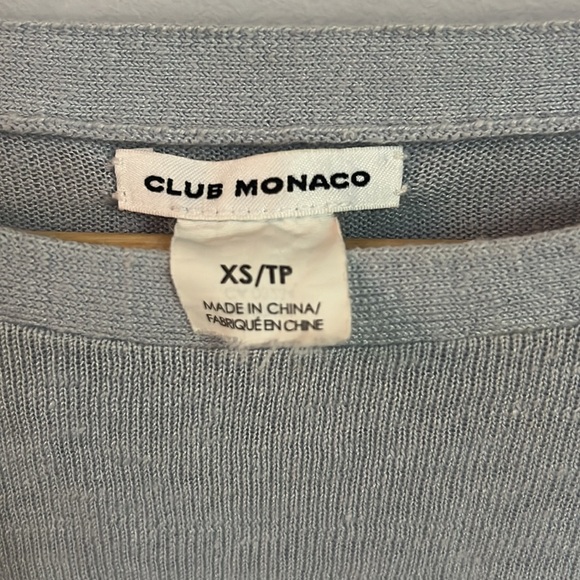 CLUB MONACO
XS/TP
MADE IN CHINA/
FABRIQUÉ EN CHINE